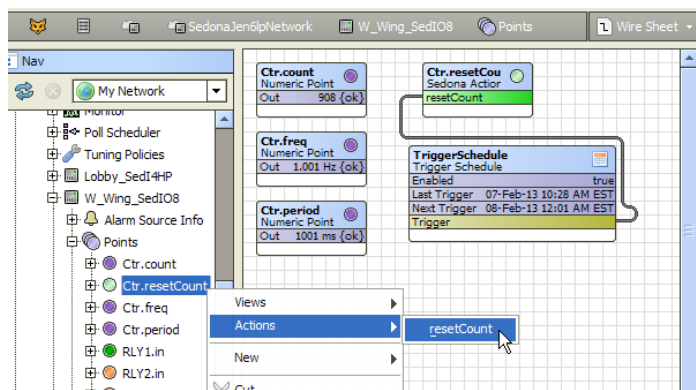 SedonaJen6lpNetwork W_Wing_SedIO8 Points Wire Sheet
Nav
My Network
Monitor
Poll Scheduler
Tuning Policies
Lobby_SedI4HP
W_Wing_SedIO8
Alarm Source Info
Points
Ctr.count
Ctr.resetCount
Ctr.freq
Ctr.period
RLY1.in
RLY2.in
Views
Actions
New
Cut
resetCount
Ctr.count
Numeric Point
Out 908 {ok}
Ctr.freq
Numeric Point
Out 1.001 Hz {ok}
Ctr.period
Numeric Point
Out 1001 ms {ok}
Ctr.resetCou
Sedona Actior
resetCount
TriggerSchedule
Trigger Schedule
Enabled true
Last Trigger 07-Feb-13 10:28 AM EST
Next Trigger 08-Feb-13 12:01 AM EST
Trigger